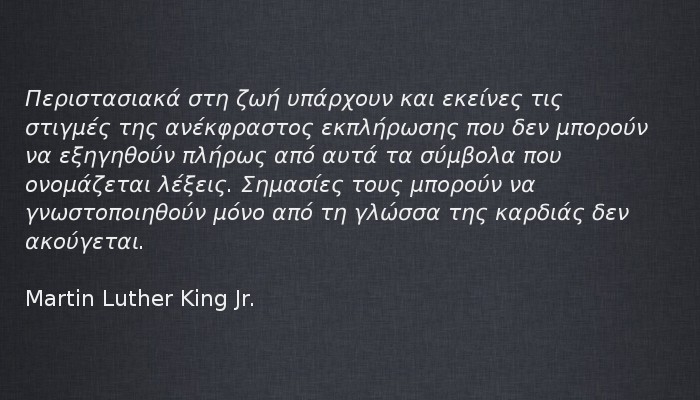 Περιστασιακά στη ζωή υπάρχουν και εκείνες τις
στιγμές της ανέκφραστος εκπλήρωσης που δεν μπορούν
να εξηγηθούν πλήρως από αυτά τα σύμβολα που
ονομάζεται λέξεις. Σημασίες τους μπορούν να
γνωστοποιηθούν μόνο από τη γλώσσα της καρδιάς δεν
ακούγεται.
Martin Luther King Jr.